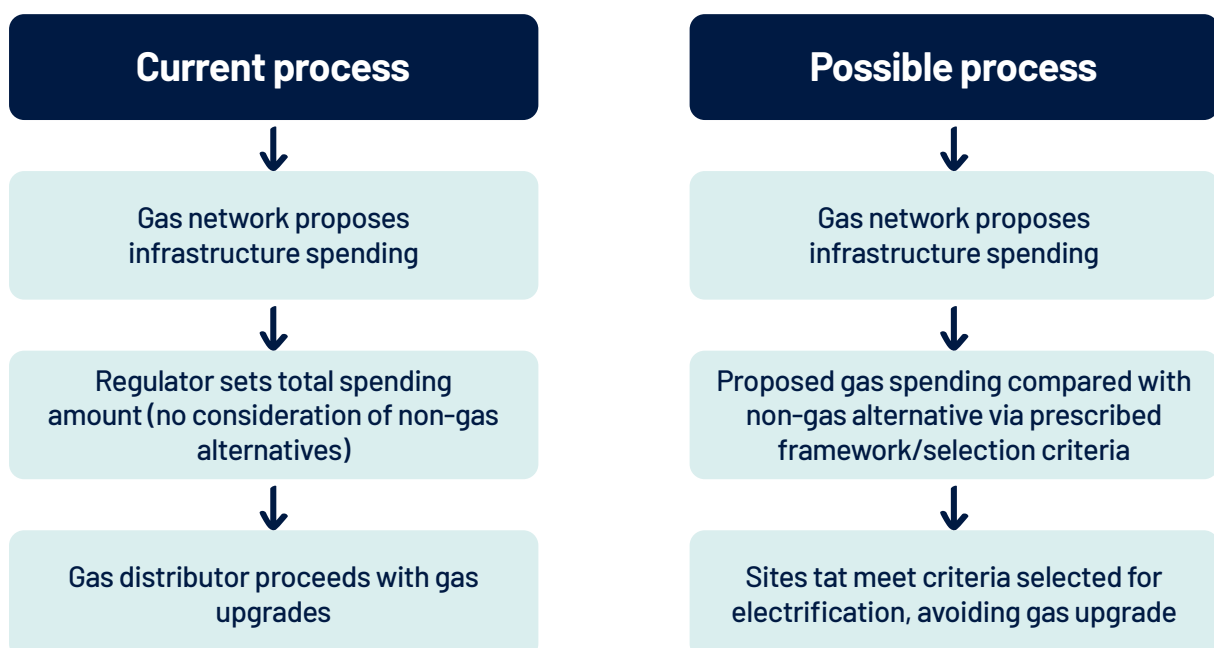 Current process
Gas network proposes
infrastructure spending
Regulator sets total spending
amount (no consideration of non-gas
alternatives)
Gas distributor proceeds with gas
upgrades
Possible process
Gas network proposes
infrastructure spending
Proposed gas spending compared with
non-gas alternative via prescribed
framework/selection criteria
Sites tat meet criteria selected for
electrification, avoiding gas upgrade